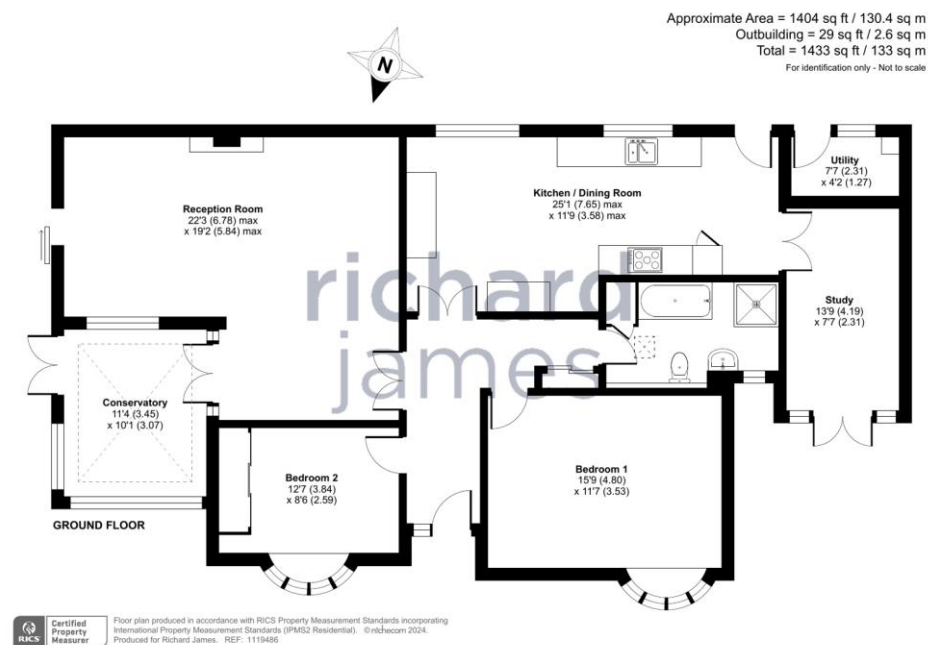 Approximate Area = 1404 sq ft / 130.4 sq m
Outbuilding = 29 sq ft / 2.6 sq m
Total = 1433 sq ft / 133 sq m
For identification only - Not to scale
N
Utility
7'7 (2.31)
x 4'2 (1.27)
Kitchen / Dining Room
25'1 (7.65) max
x 11'9 (3.58) max
Reception Room
22'3 (6.78) max
x 19'2 (5.84) max
richard
james
Study
13'9 (4.19)
x 7'7 (2.31)
Conservatory
11'4 (3.45)
x 10'1 (3.07)
Bedroom 2
12'7 (3.84)
x 8'6 (2.59)
Bedroom 1
15'9 (4.80)
x 11'7 (3.53)
GROUND FLOOR
RICS
Certified
Property
Measurer
Floor plan produced in accordance with RICS Property Measurement Standards incorporating
International Property Measurement Standards (IPMS2 Residential). © nichecom 2024.
Produced for Richard James. REF: 1119486